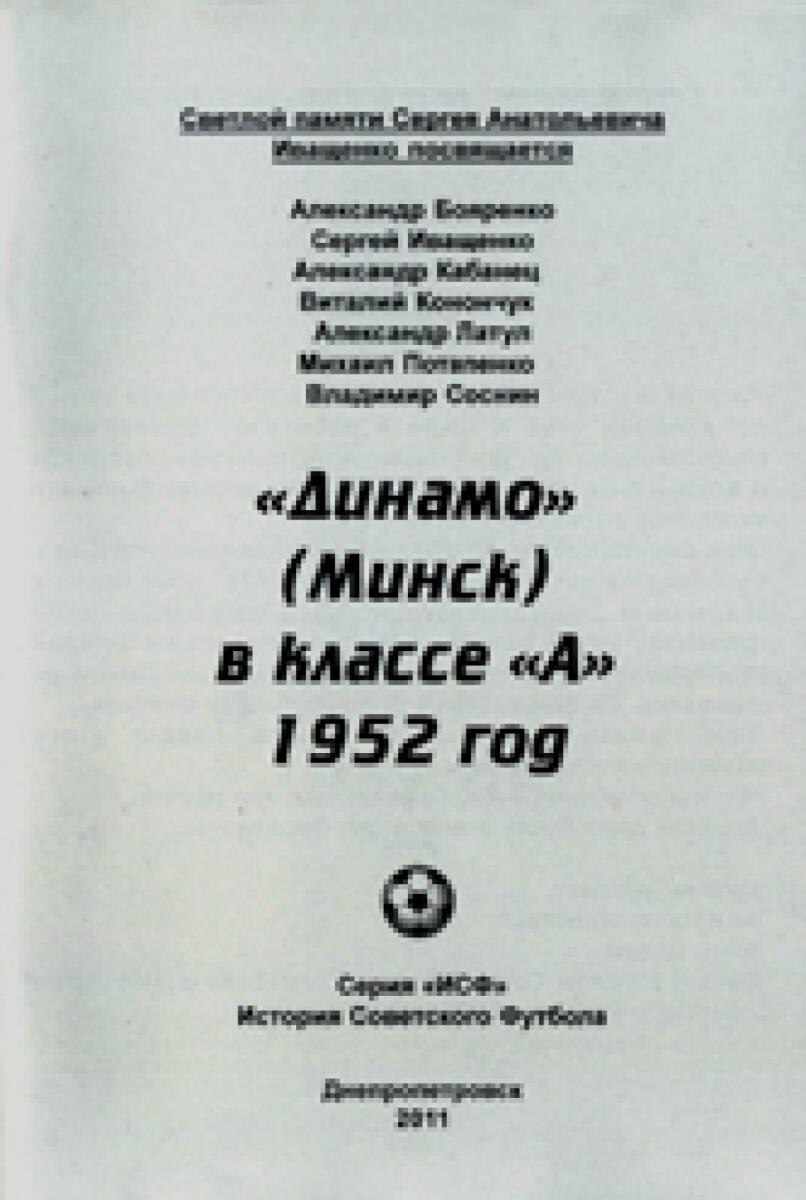 Светлой памяти Сергея Анатольевича
Иващенко посвящается
Александр Бояренко
Сергей Иващенко
Александр Кабанец
Виталий Конончук
Александр Латул
Михаил Потапенко
Владимир Соснин
«Динамо»
(Минск)
в классе «А»
1952 год
Серия «ИСФ»
История Советского Футбола
Днепропетровск
2011